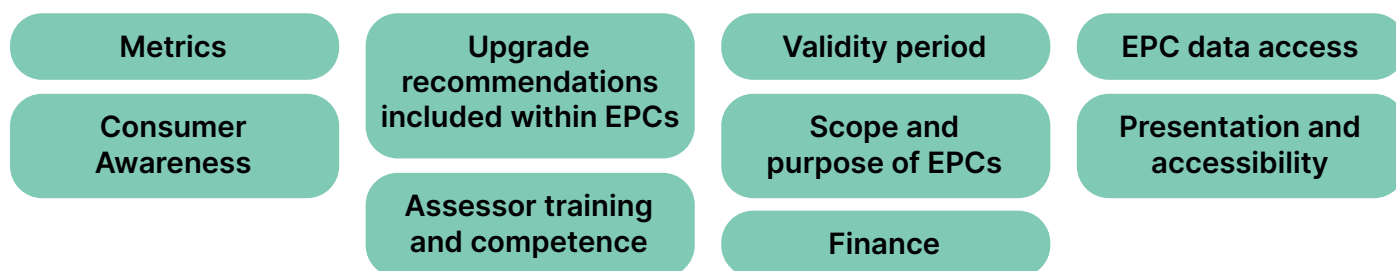 Metrics
Consumer
Awareness
Upgrade
recommendations
included within EPCs
Assessor training
and competence
Validity period
Scope and
purpose of EPCs
Finance
EPC data access
Presentation and
accessibility